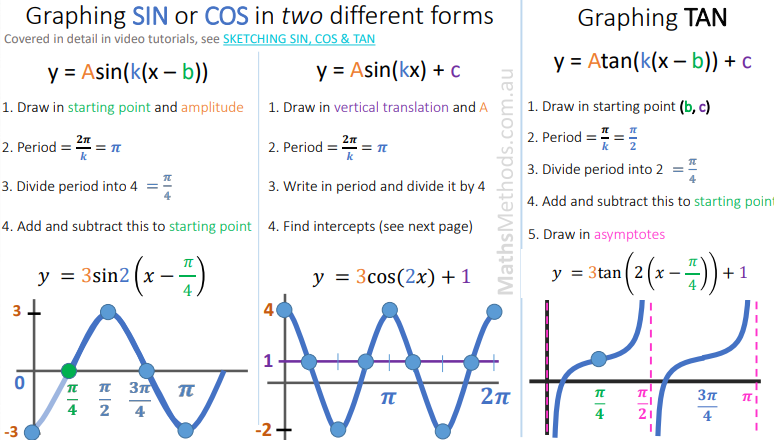 Graphing SIN or COS in two different forms
Covered in detail in video tutorials, see SKETCHING SIN, COS & TAN
y = Asin(k(x – b))
1. Draw in starting point and amplitude
2. Period = 2π/k = π
3. Divide period into 4 = π/4
4. Add and subtract this to starting point
y = 3sin2(x − π/4)
3
0
-3
π/4 π/2 3π/4 π
y = Asin(kx) + c
1. Draw in vertical translation and A
2. Period = 2π/k = π
3. Write in period and divide it by 4
4. Find intercepts (see next page)
y = 3cos(2x) + 1
4
1
-2
π 2π
MathsMethods.com.au
Graphing TAN
y = Atan(k(x – b)) + c
1. Draw in starting point (b, c)
2. Period = π/k = π/2
3. Divide period into 2 = π/4
4. Add and subtract this to starting point
5. Draw in asymptotes
y = 3tan(2(x − π/4)) + 1
π/4 π/2 3π/4 π